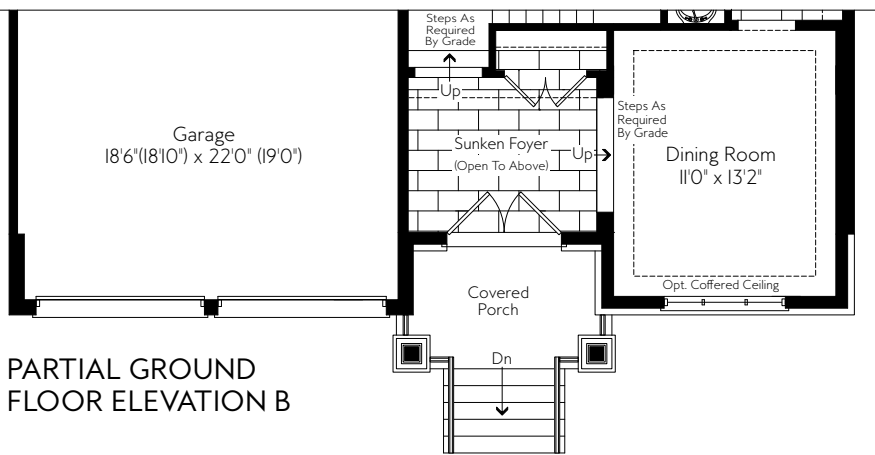 Steps As
Required
By Grade
Up
Garage
18'6"(18'10") x 22'0" (19'0")
Sunken Foyer
(Open To Above)
Up
Steps As
Required
By Grade
Dining Room
11'0" x 13'2"
Opt. Coffered Ceiling
Covered
Porch
Dn
PARTIAL GROUND
FLOOR ELEVATION B